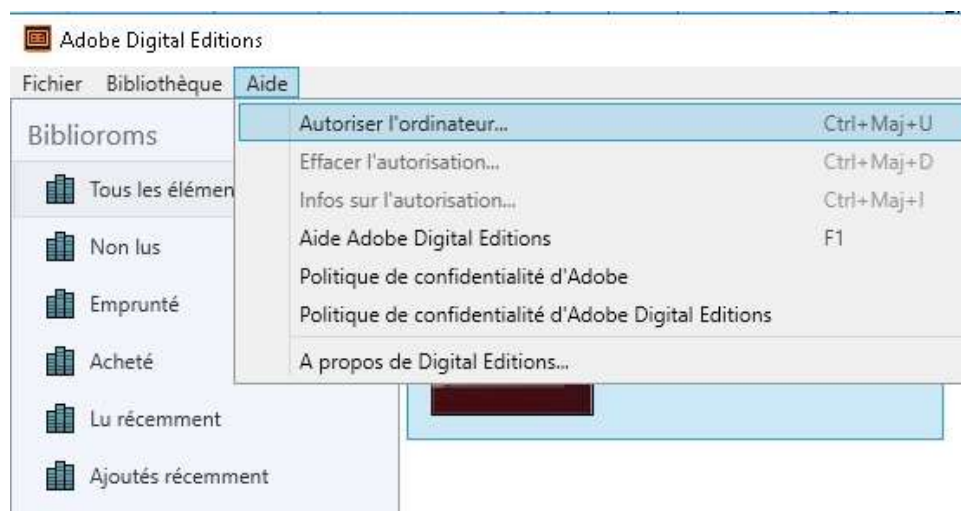 Adobe Digital Editions
Fichier Bibliothèque Aide
Biblioroms
Tous les élémen
Non lus
Emprunté
Acheté
Lu récemment
Ajoutés récemment
Autoriser l'ordinateur... Ctrl+Maj+U
Effacer l'autorisation... Ctrl+Maj+D
Infos sur l'autorisation... Ctrl+Maj+I
Aide Adobe Digital Editions F1
Politique de confidentialité d'Adobe
Politique de confidentialité d'Adobe Digital Editions
A propos de Digital Editions...